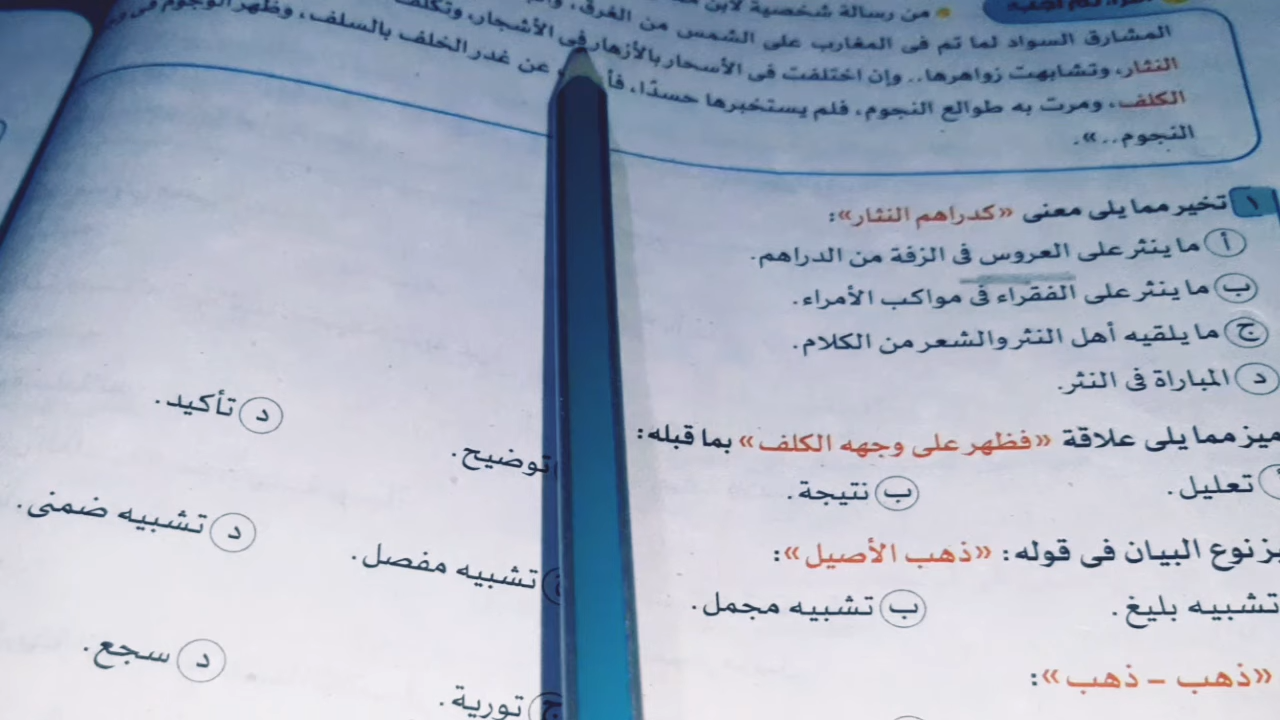 من رسالة شخصية لابن
المشارق السواد لما تم فى المغارب على الشمس من الغرق،
النثار، وتشابهت زواهرها.. وإن اختلفت فى الأسحار بالأزهار فى الأشجار، وتكلف
الكلف، ومرت به طوالع النجوم، فلم يستخبرها حسدًا، عن غدر الخلف بالسلف، وظهر الوجوم فى
النجوم..».
١ تخير مما يلى معنى «كدراهم النثار»:
أ ما ينثر على العروس فى الزفة من الدراهم.
ب ما ينثر على الفقراء فى مواكب الأمراء.
ج ما يلقيه أهل النثر والشعر من الكلام.
د المباراة فى النثر.
ميز مما يلى علاقة «فظهر على وجهه الكلف» بما قبله:
أ تعليل. ب نتيجة. توضيح. د تأكيد.
نوع البيان فى قوله: «ذهب الأصيل»:
تشبيه بليغ. ب تشبيه مجمل. ج تشبيه مفصل. د تشبيه ضمنى.
«ذهب – ذهب»:
ج تورية. د سجع.